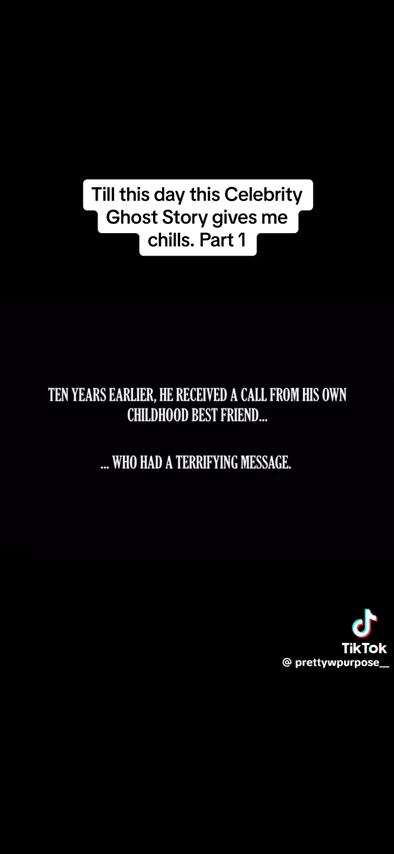 Till this day this Celebrity
Ghost Story gives me
chills. Part 1
TEN YEARS EARLIER, HE RECEIVED A CALL FROM HIS OWN
CHILDHOOD BEST FRIEND...
... WHO HAD A TERRIFYING MESSAGE.
TikTok
@ prettywpurpose__